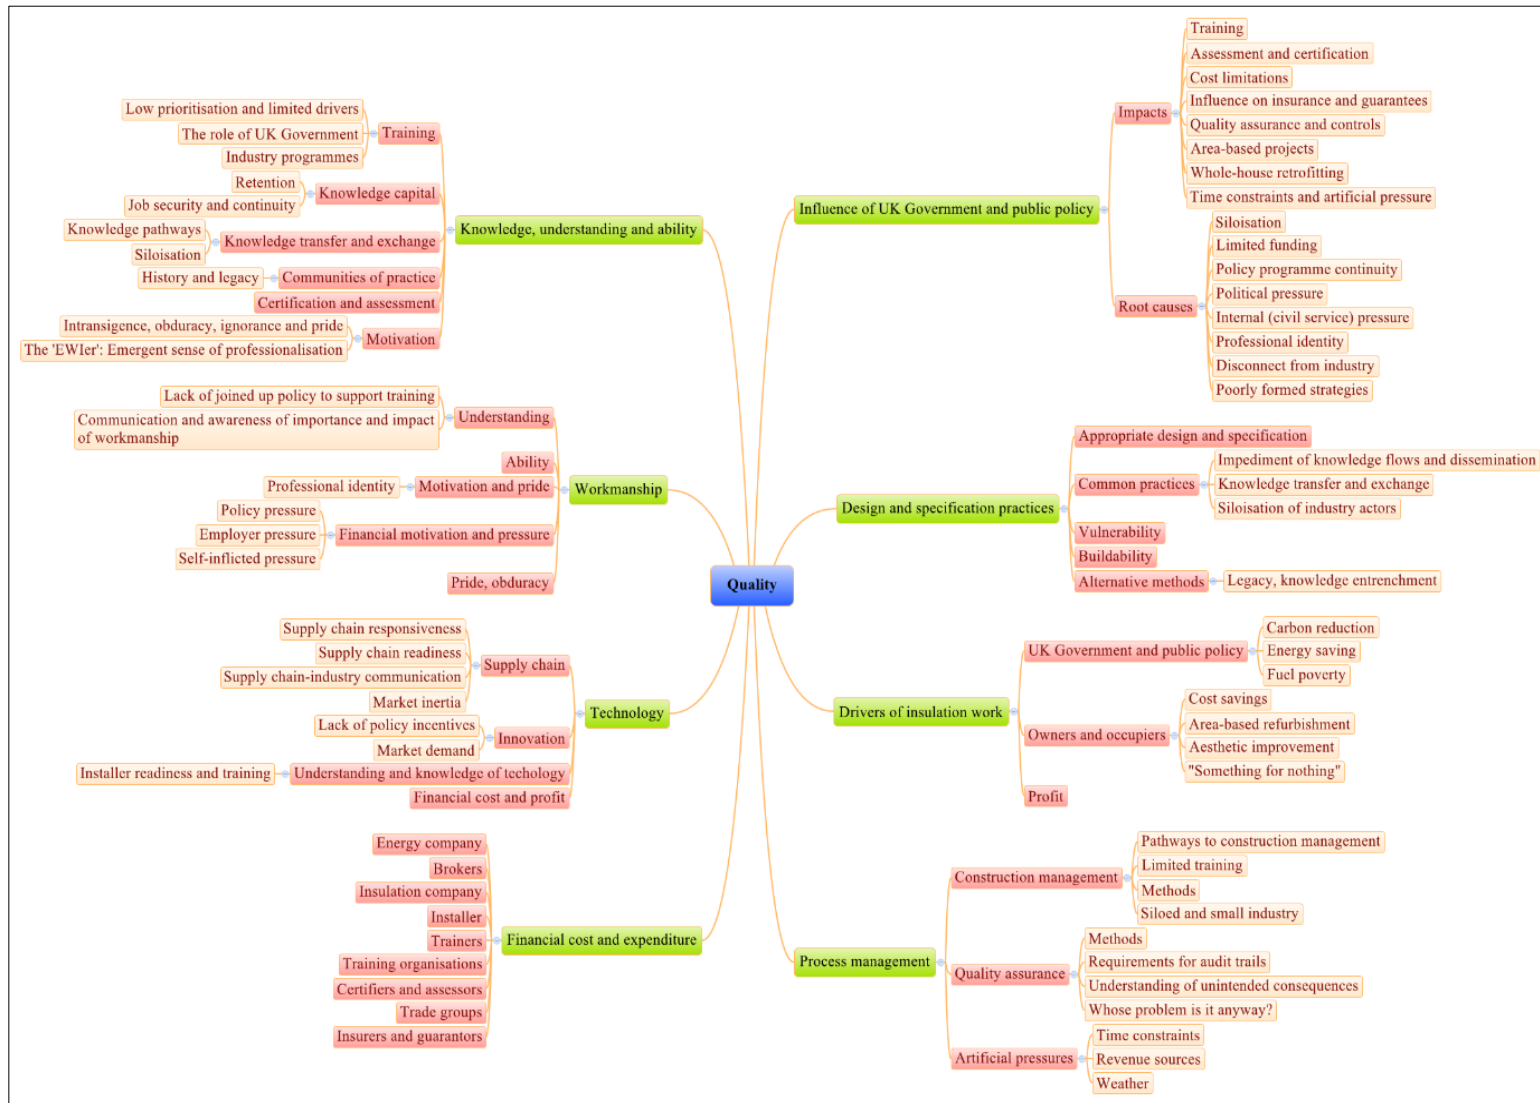 Quality
Knowledge, understanding and ability
Training
Low prioritisation and limited drivers
The role of UK Government
Industry programmes
Knowledge capital
Retention
Job security and continuity
Knowledge transfer and exchange
Knowledge pathways
Siloisation
Communities of practice
History and legacy
Certification and assessment
Motivation
Intransigence, obduracy, ignorance and pride
The 'EWIer': Emergent sense of professionalisation
Workmanship
Understanding
Lack of joined up policy to support training
Communication and awareness of importance and impact
of workmanship
Ability
Motivation and pride
Professional identity
Financial motivation and pressure
Policy pressure
Employer pressure
Self-inflicted pressure
Pride, obduracy
Technology
Supply chain
Supply chain responsiveness
Supply chain readiness
Supply chain-industry communication
Market inertia
Innovation
Lack of policy incentives
Market demand
Understanding and knowledge of techology
Installer readiness and training
Financial cost and profit
Financial cost and expenditure
Energy company
Brokers
Insulation company
Installer
Trainers
Training organisations
Certifiers and assessors
Trade groups
Insurers and guarantors
Influence of UK Government and public policy
Impacts
Training
Assessment and certification
Cost limitations
Influence on insurance and guarantees
Quality assurance and controls
Area-based projects
Whole-house retrofitting
Time constraints and artificial pressure
Root causes
Siloisation
Limited funding
Policy programme continuity
Political pressure
Internal (civil service) pressure
Professional identity
Disconnect from industry
Poorly formed strategies
Design and specification practices
Appropriate design and specification
Common practices
Impediment of knowledge flows and dissemination
Knowledge transfer and exchange
Siloisation of industry actors
Vulnerability
Buildability
Alternative methods
Legacy, knowledge entrenchment
Drivers of insulation work
UK Government and public policy
Carbon reduction
Energy saving
Fuel poverty
Owners and occupiers
Cost savings
Area-based refurbishment
Aesthetic improvement
"Something for nothing"
Profit
Process management
Construction management
Pathways to construction management
Limited training
Methods
Siloed and small industry
Quality assurance
Methods
Requirements for audit trails
Understanding of unintended consequences
Whose problem is it anyway?
Artificial pressures
Time constraints
Revenue sources
Weather